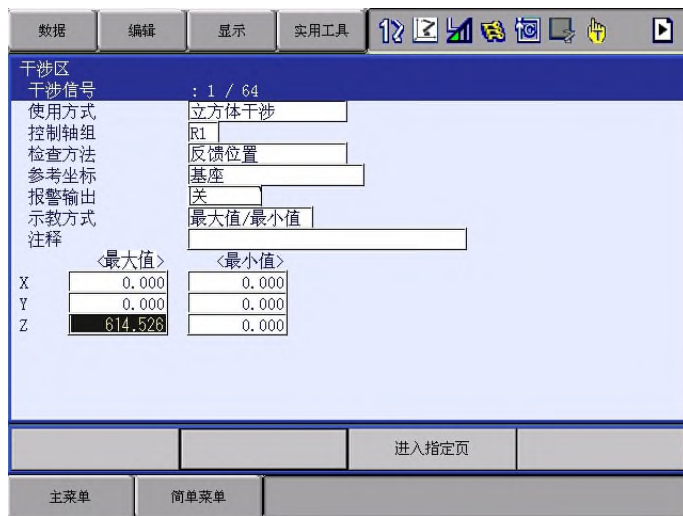 数据 编辑 显示 实用工具
干涉区
干涉信号 : 1 / 64
使用方式 立方体干涉
控制轴组 R1
检查方法 反馈位置
参考坐标 基座
报警输出 关
示教方式 最大值/最小值
注释
<最大值> <最小值>
X 0.000 0.000
Y 0.000 0.000
Z 614.526 0.000
进入指定页
主菜单 简单菜单